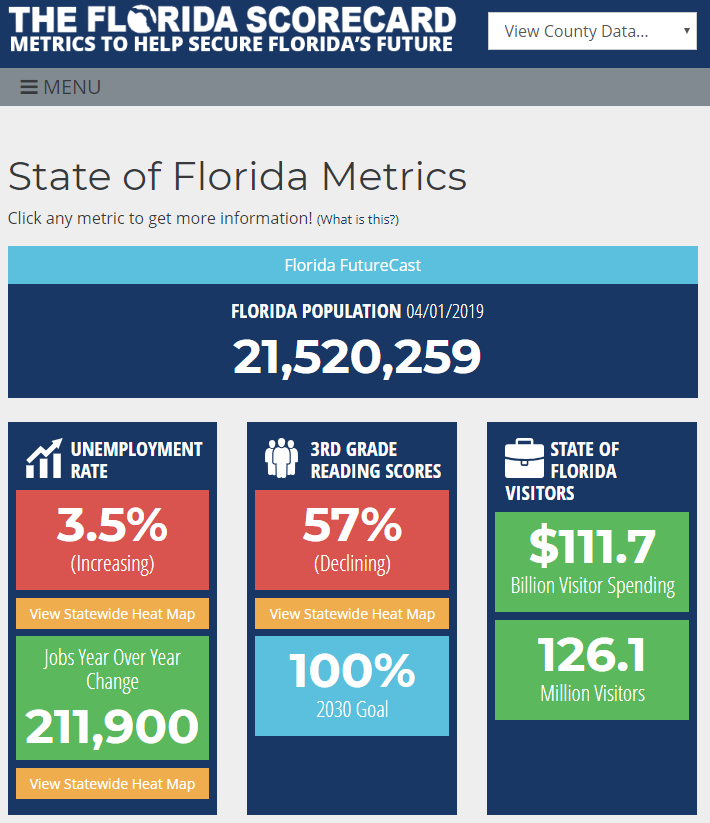 THE FLORIDA SCORECARD
METRICS TO HELP SECURE FLORIDA'S FUTURE
View County Data...
MENU
State of Florida Metrics
Click any metric to get more information! (What is this?)
Florida FutureCast
FLORIDA POPULATION 04/01/2019
21,520,259
UNEMPLOYMENT
RATE
3.5%
(Increasing)
View Statewide Heat Map
Jobs Year Over Year
Change
211,900
View Statewide Heat Map
3RD GRADE
READING SCORES
57%
(Declining)
View Statewide Heat Map
100%
2030 Goal
STATE OF
FLORIDA
VISITORS
$111.7
Billion Visitor Spending
126.1
Million Visitors